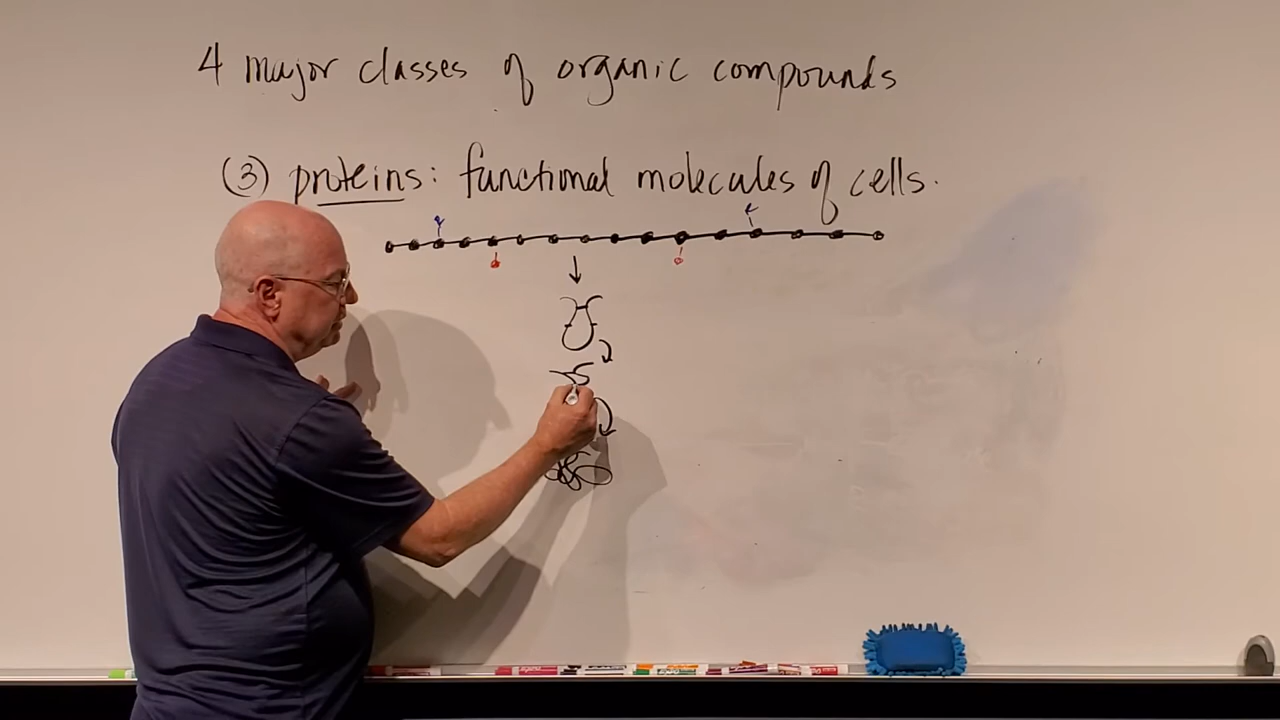 4 major classes of organic compounds
(3) proteins: functional molecules of cells.